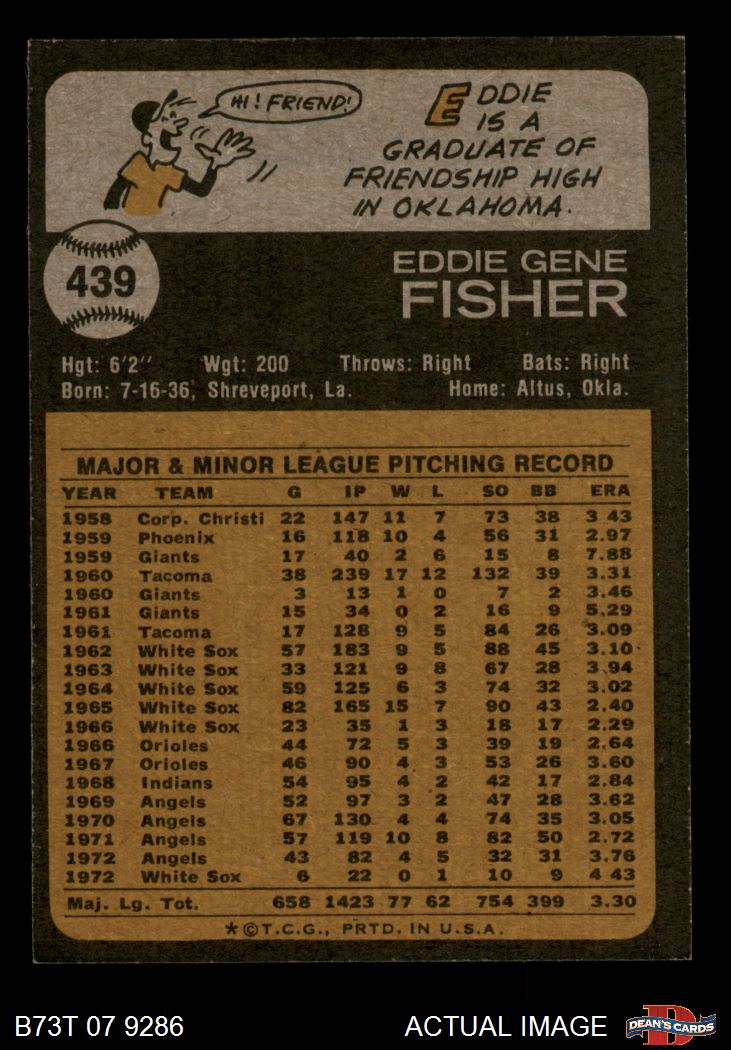 HI! FRIEND!
EDDIE
IS A
GRADUATE OF
FRIENDSHIP HIGH
IN OKLAHOMA.
439
EDDIE GENE
FISHER
Hgt: 6'2" Wgt: 200 Throws: Right Bats: Right
Born: 7-16-36, Shreveport, La. Home: Altus, Okla.
MAJOR & MINOR LEAGUE PITCHING RECORD
YEAR TEAM G IP W L SO BB ERA
1958 Corp. Christi 22 147 11 7 73 38 3 43
1959 Phoenix 16 118 10 4 56 31 2.97
1959 Giants 17 40 2 6 15 8 7.88
1960 Tacoma 38 239 17 12 132 39 3.31
1960 Giants 3 13 1 0 7 2 3.46
1961 Giants 15 34 0 2 16 9 5.29
1961 Tacoma 17 128 9 5 84 26 3.09
1962 White Sox 57 183 9 5 88 45 3.10
1963 White Sox 33 121 9 8 67 28 3.94
1964 White Sox 59 125 6 3 74 32 3.02
1965 White Sox 82 165 15 7 90 43 2.40
1966 White Sox 23 35 1 3 18 17 2.29
1966 Orioles 44 72 5 3 39 19 2.64
1967 Orioles 46 90 4 3 53 26 3.60
1968 Indians 54 95 4 2 42 17 2.84
1969 Angels 52 97 3 2 47 28 3.62
1970 Angels 67 130 4 4 74 35 3.05
1971 Angels 57 119 10 8 82 50 2.72
1972 Angels 43 82 4 5 32 31 3.76
1972 White Sox 6 22 0 1 10 9 4 43
Maj. Lg. Tot. 658 1423 77 62 754 399 3.30
*©T.C.G., PRTD. IN U.S.A.
B73T 07 9286 ACTUAL IMAGE DEAN'S CARDS